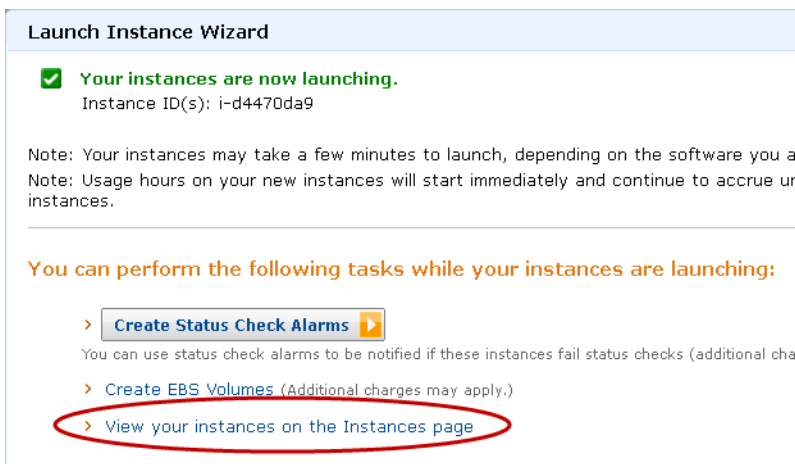 Launch Instance Wizard
Your instances are now launching.
Instance ID(s): i-d4470da9
Note: Your instances may take a few minutes to launch, depending on the software you
Note: Usage hours on your new instances will start immediately and continue to accrue
instances.
You can perform the following tasks while your instances are launching:
> Create Status Check Alarms
You can use status check alarms to be notified if these instances fail status checks (additional
> Create EBS Volumes (Additional charges may apply.)
> View your instances on the Instances page